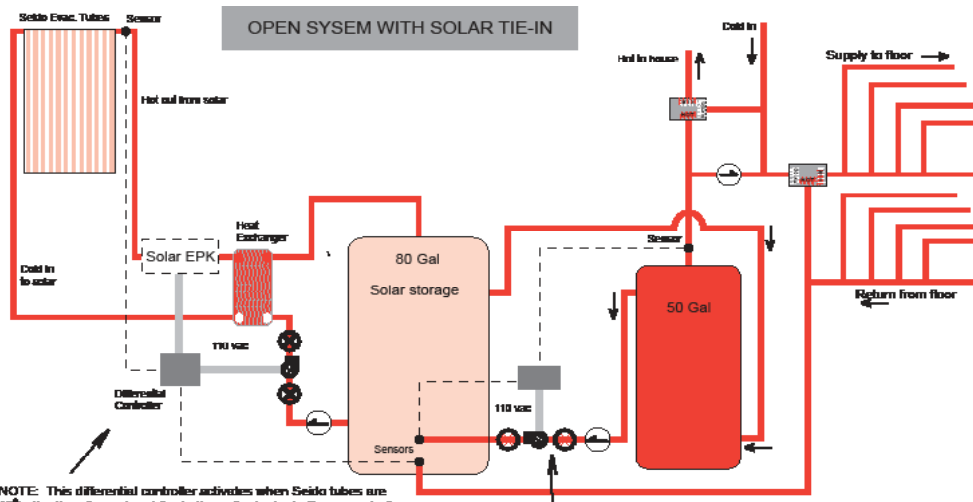 OPEN SYSEM WITH SOLAR TIE-IN
Seido Evac. Tubes
Sensor
Hot out from solar
Cold in
to solar
Solar EPK
Heat
Exchanger
110 vac
Differential
Controller
80 Gal
Solar storage
Sensors
110 vac
Sensor
50 Gal
Hot to house
Cold in
Supply to floor
Return from floor
NOTE: This differential controller activates when Seido tubes are